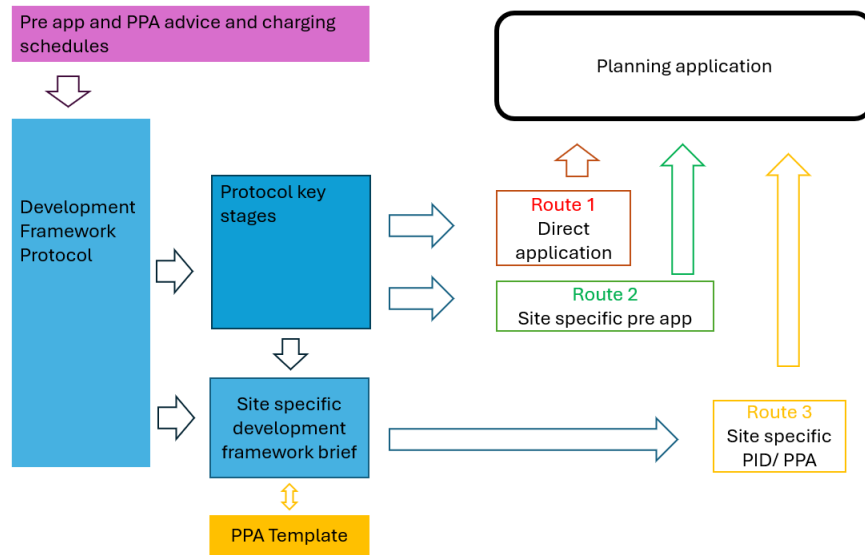 Pre app and PPA advice and charging
schedules
Planning application
Development
Framework
Protocol
Protocol key
stages
Route 1
Direct
application
Route 2
Site specific pre app
Site specific
development
framework brief
Route 3
Site specific
PID/ PPA
PPA Template